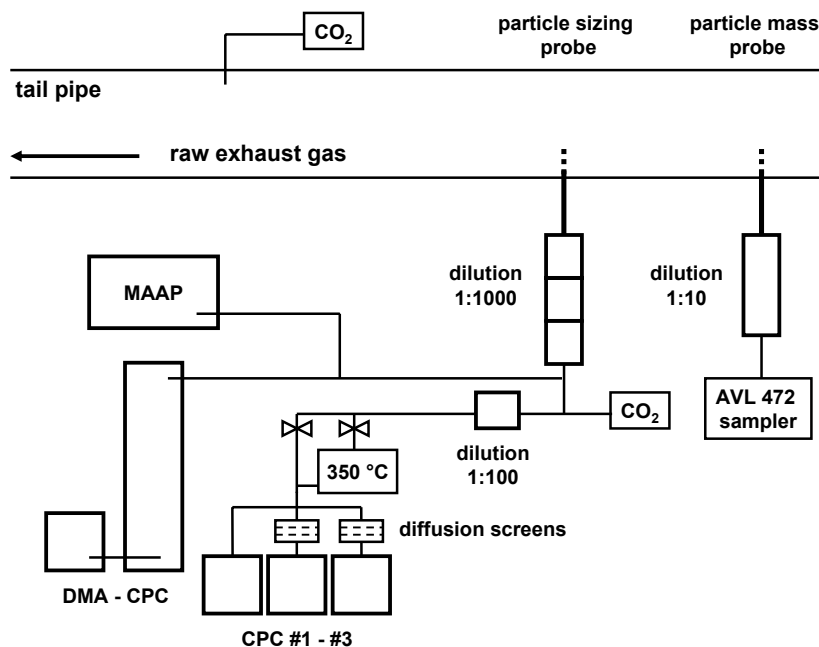 CO₂
particle sizing
probe
particle mass
probe
tail pipe
raw exhaust gas
MAAP
dilution
1:1000
dilution
1:10
AVL 472
sampler
CO₂
dilution
1:100
350 °C
diffusion screens
DMA - CPC
CPC #1 - #3